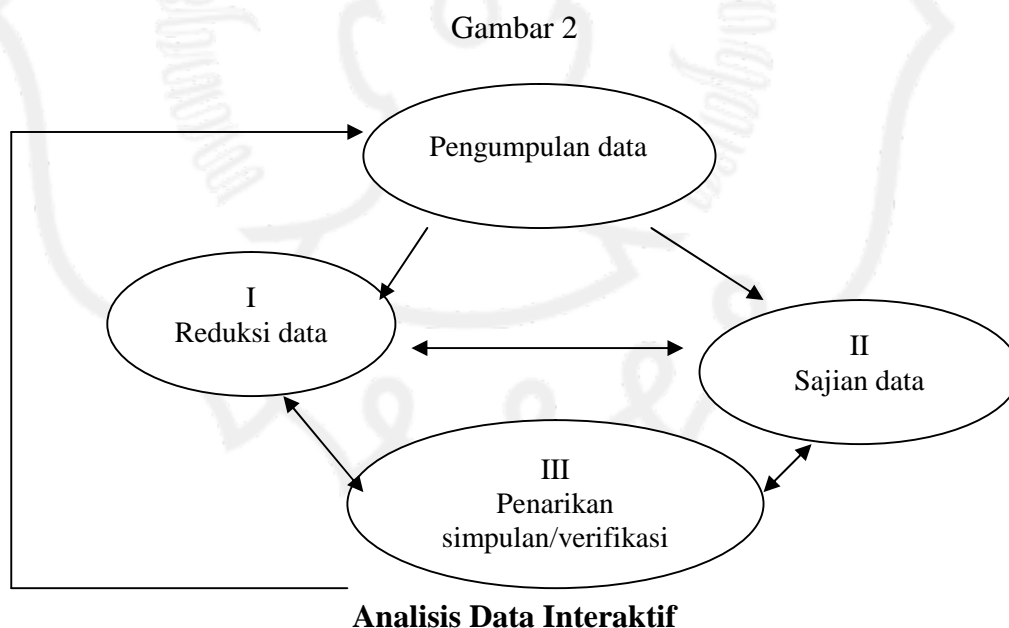 Gambar 2
Pengumpulan data
I
Reduksi data
II
Sajian data
III
Penarikan
simpulan/verifikasi
Analisis Data Interaktif